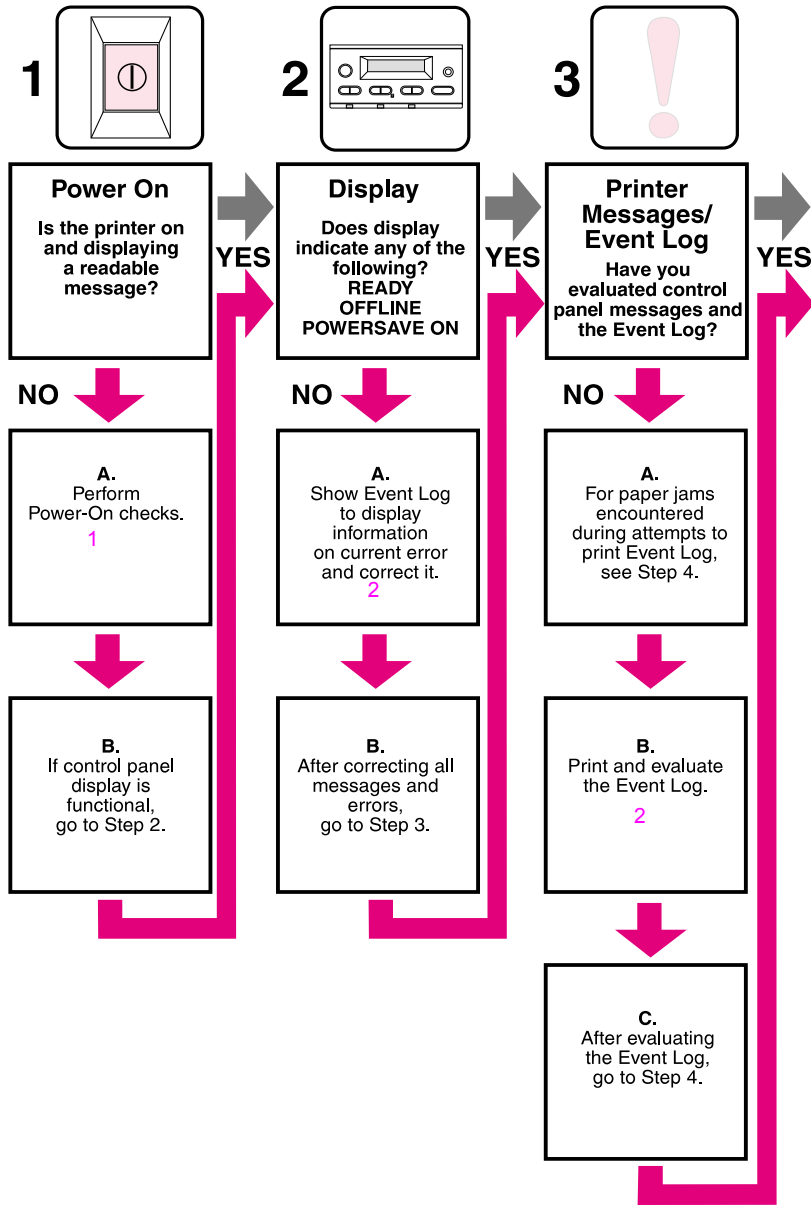 1
Power On
Is the printer on
and displaying
a readable
message?
YES
NO
A.
Perform
Power-On checks.
1
B.
If control panel
display is
functional,
go to Step 2.
2
Display
Does display
indicate any of the
following?
READY
OFFLINE
POWERSAVE ON
YES
NO
A.
Show Event Log
to display
information
on current error
and correct it.
2
B.
After correcting all
messages and
errors,
go to Step 3.
3
Printer
Messages/
Event Log
Have you
evaluated control
panel messages and
the Event Log?
YES
NO
A.
For paper jams
encountered
during attempts to
print Event Log,
see Step 4.
B.
Print and evaluate
the Event Log.
2
C.
After evaluating
the Event Log,
go to Step 4.